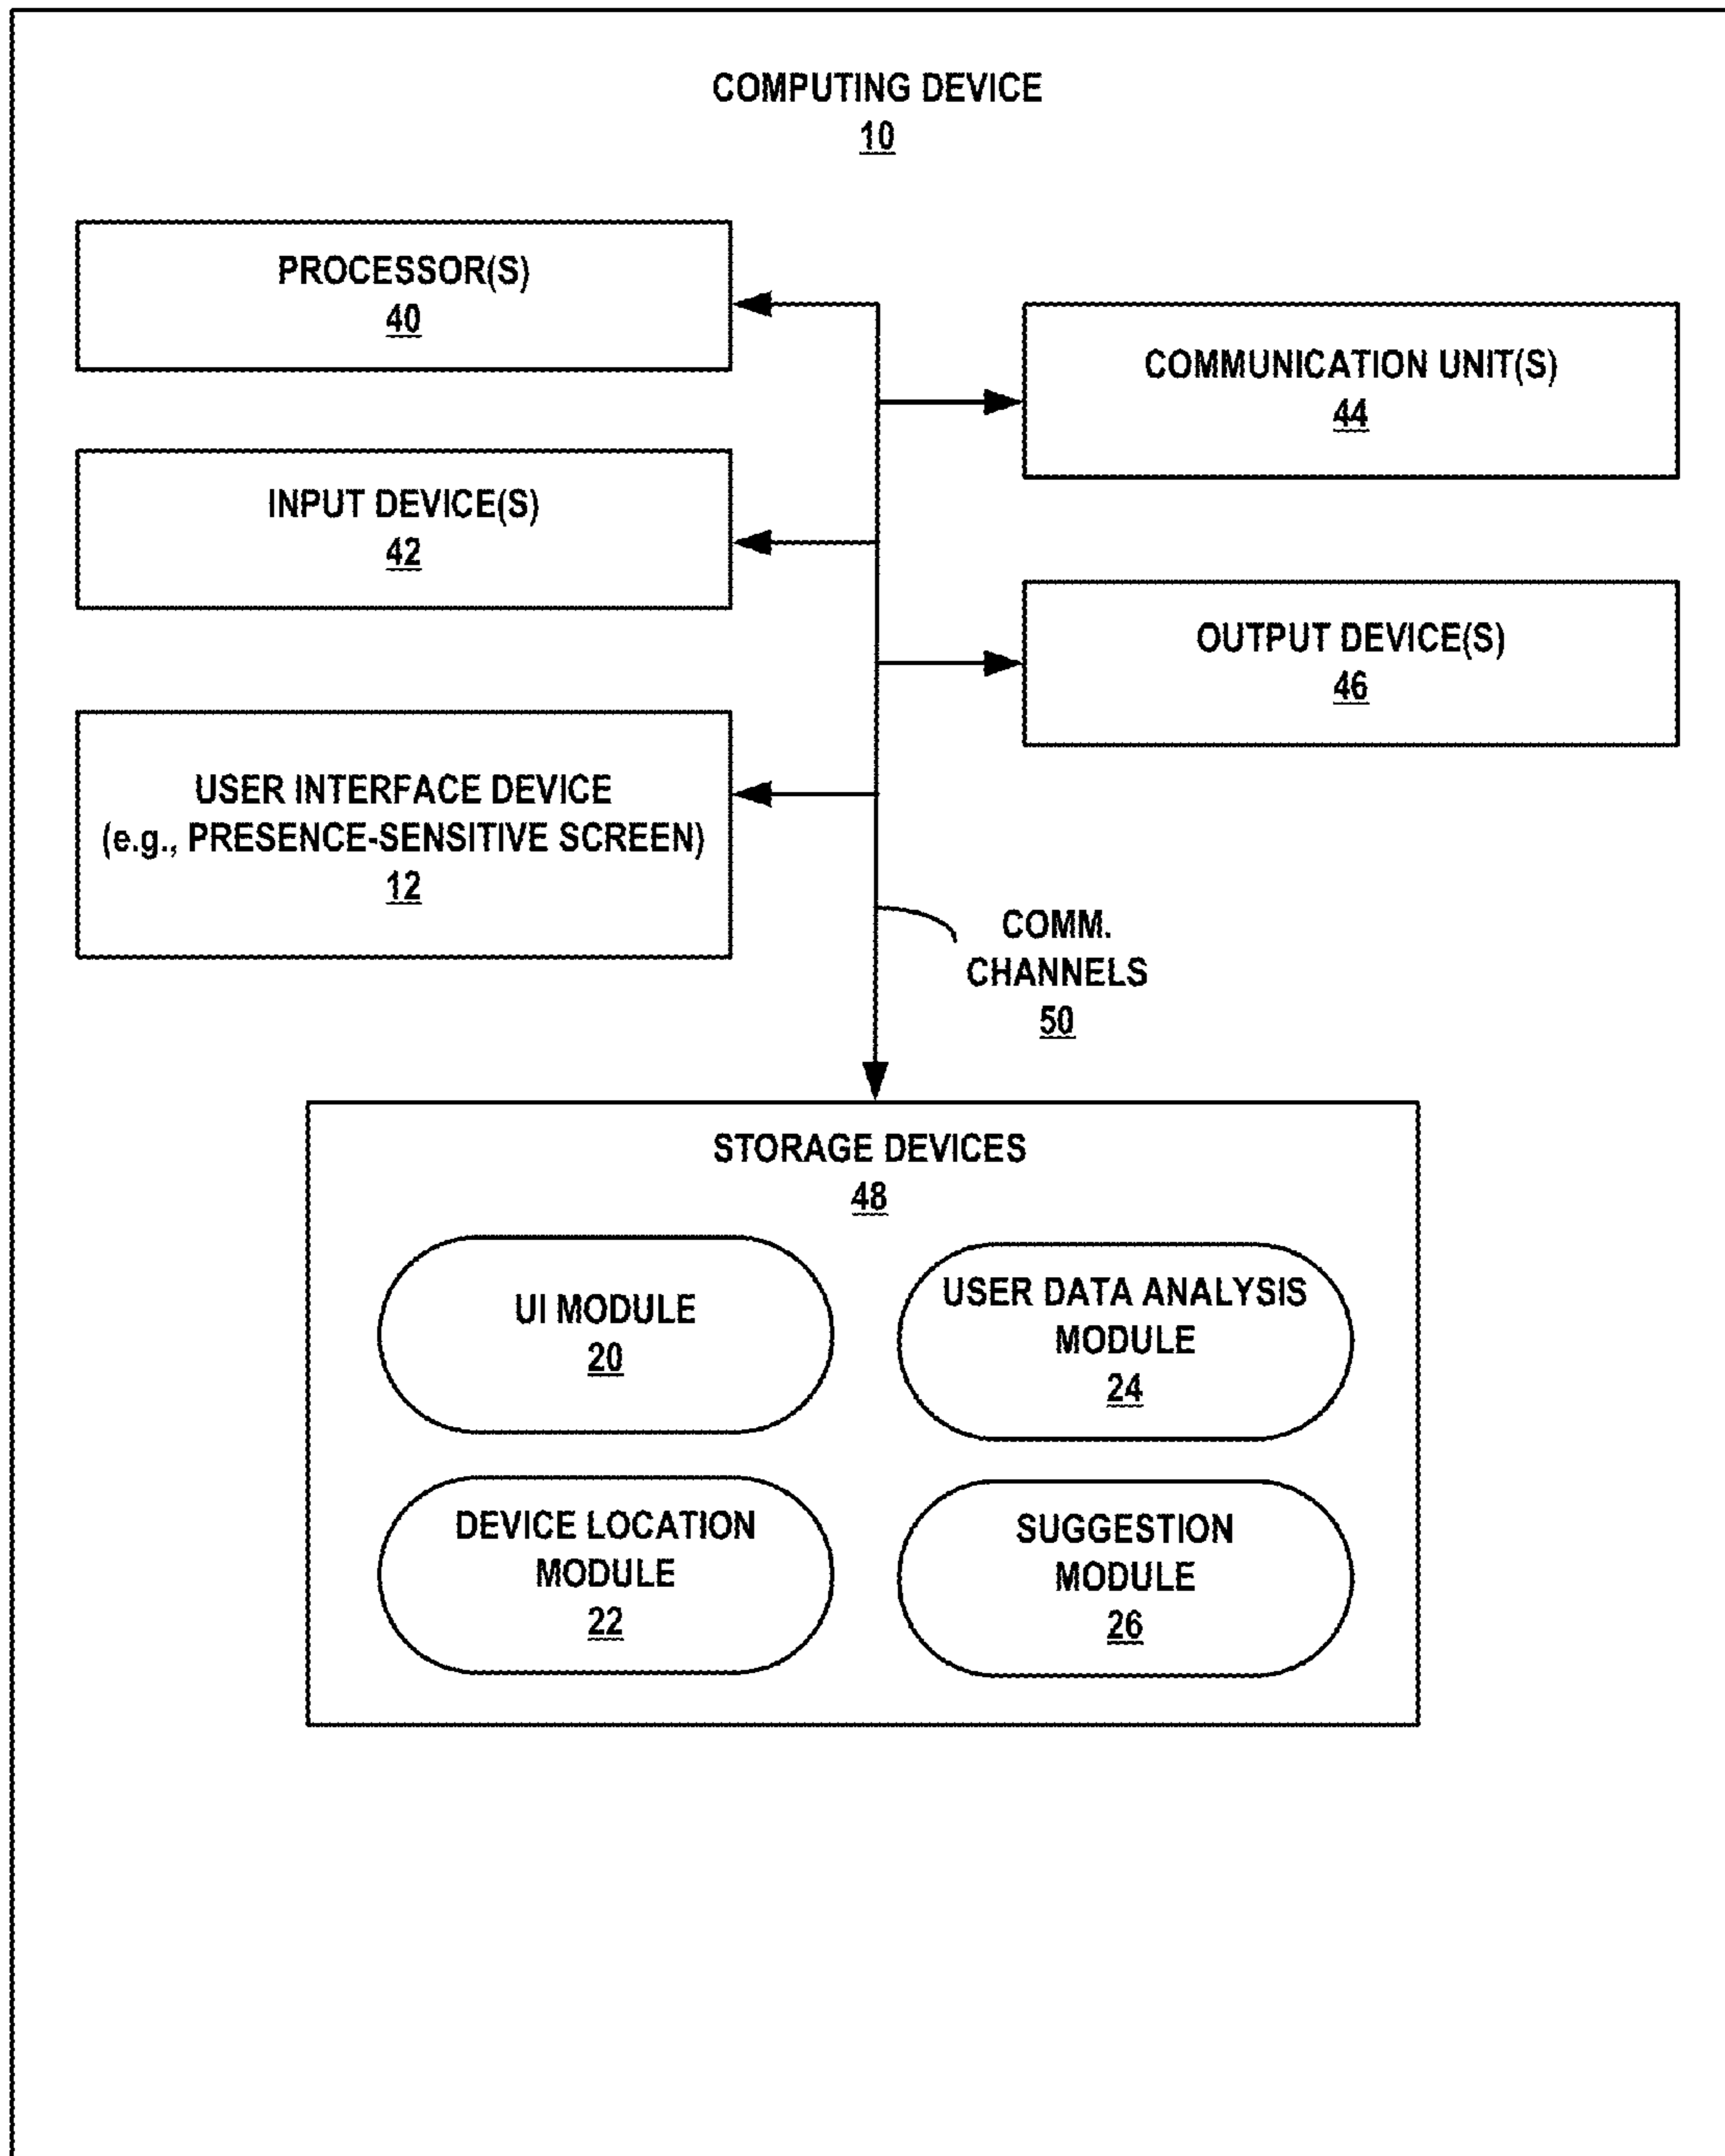 COMPUTING DEVICE
10
PROCESSOR(S)
40
COMMUNICATION UNIT(S)
44
INPUT DEVICE(S)
42
OUTPUT DEVICE(S)
46
USER INTERFACE DEVICE
(e.g., PRESENCE-SENSITIVE SCREEN)
12
COMM.
CHANNELS
50
STORAGE DEVICES
48
UI MODULE
20
USER DATA ANALYSIS
MODULE
24
DEVICE LOCATION
MODULE
22
SUGGESTION
MODULE
26